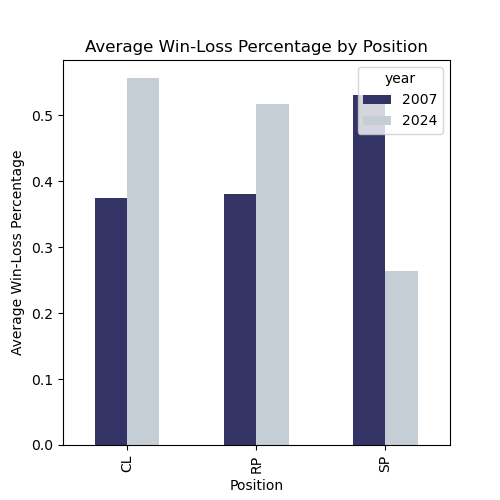 Average Win-Loss Percentage by Position
year
2007
2024
Average Win-Loss Percentage
0.5
0.4
0.3
0.2
0.1
0.0
CL
RP
SP
Position